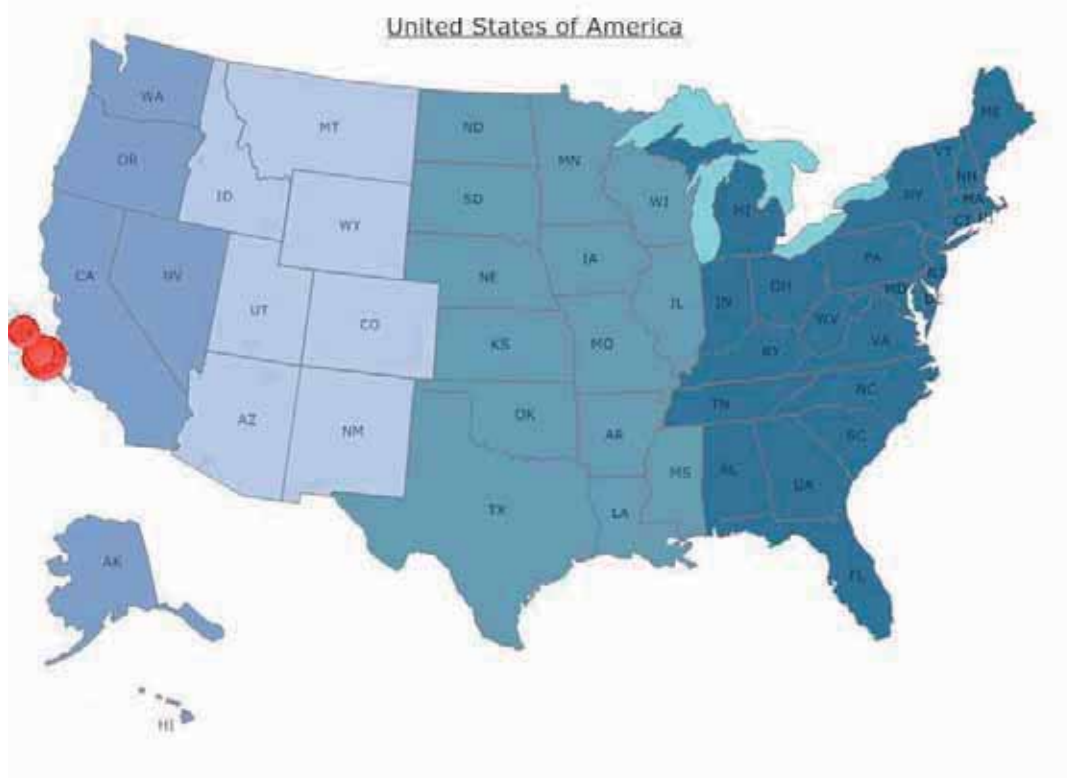 United States of America
WA
MT
ND
ME
OR
MN
VT
ID
SD
WI
MI
NY
NH
MA
WY
CT
RI
CA
NV
NE
IA
PA
NJ
UT
CO
IL
IN
OH
MD
DE
KS
MO
WV
VA
KY
AZ
NM
OK
AR
TN
NC
SC
MS
AL
GA
TX
LA
AK
FL
HI